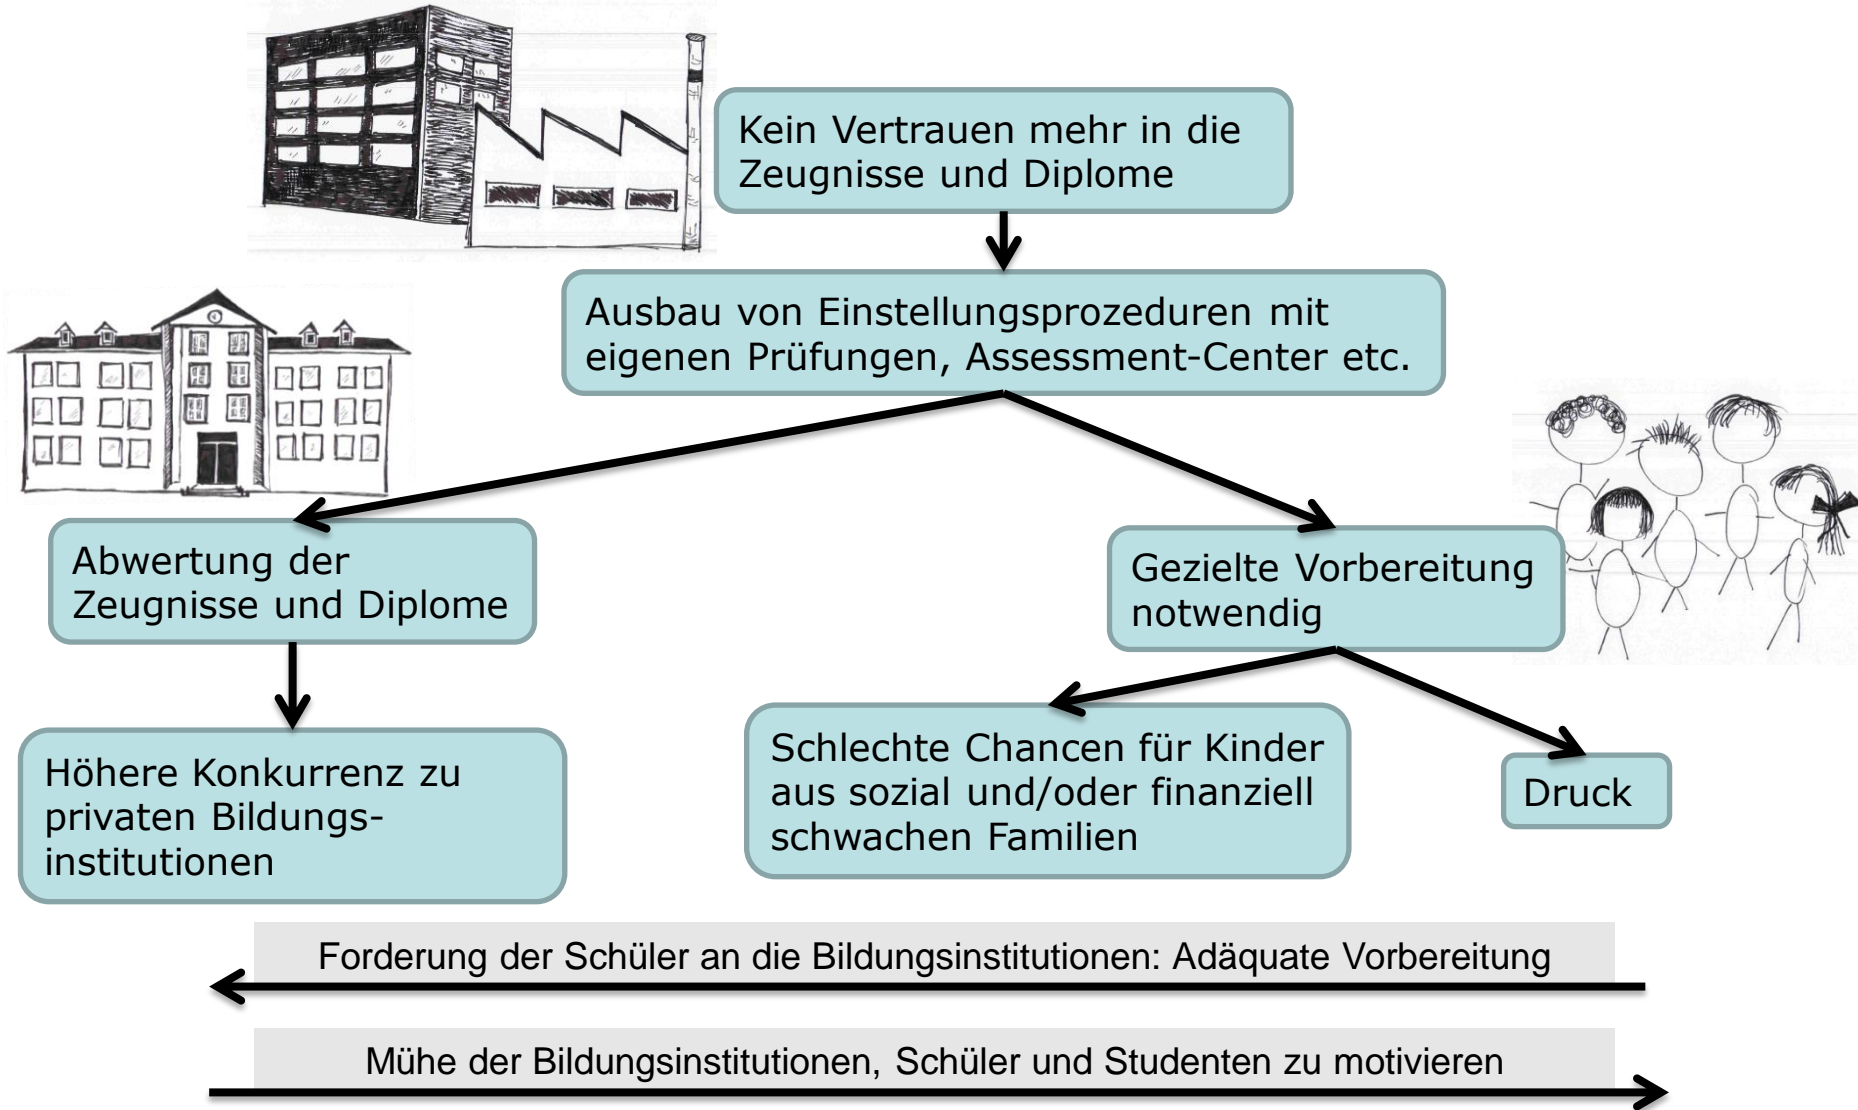 Kein Vertrauen mehr in die
Zeugnisse und Diplome
Ausbau von Einstellungsprozeduren mit
eigenen Prüfungen, Assessment-Center etc.
Abwertung der
Zeugnisse und Diplome
Gezielte Vorbereitung
notwendig
Höhere Konkurrenz zu
privaten Bildungs-
institutionen
Schlechte Chancen für Kinder
aus sozial und/oder finanziell
schwachen Familien
Druck
Forderung der Schüler an die Bildungsinstitutionen: Adäquate Vorbereitung
Mühe der Bildungsinstitutionen, Schüler und Studenten zu motivieren